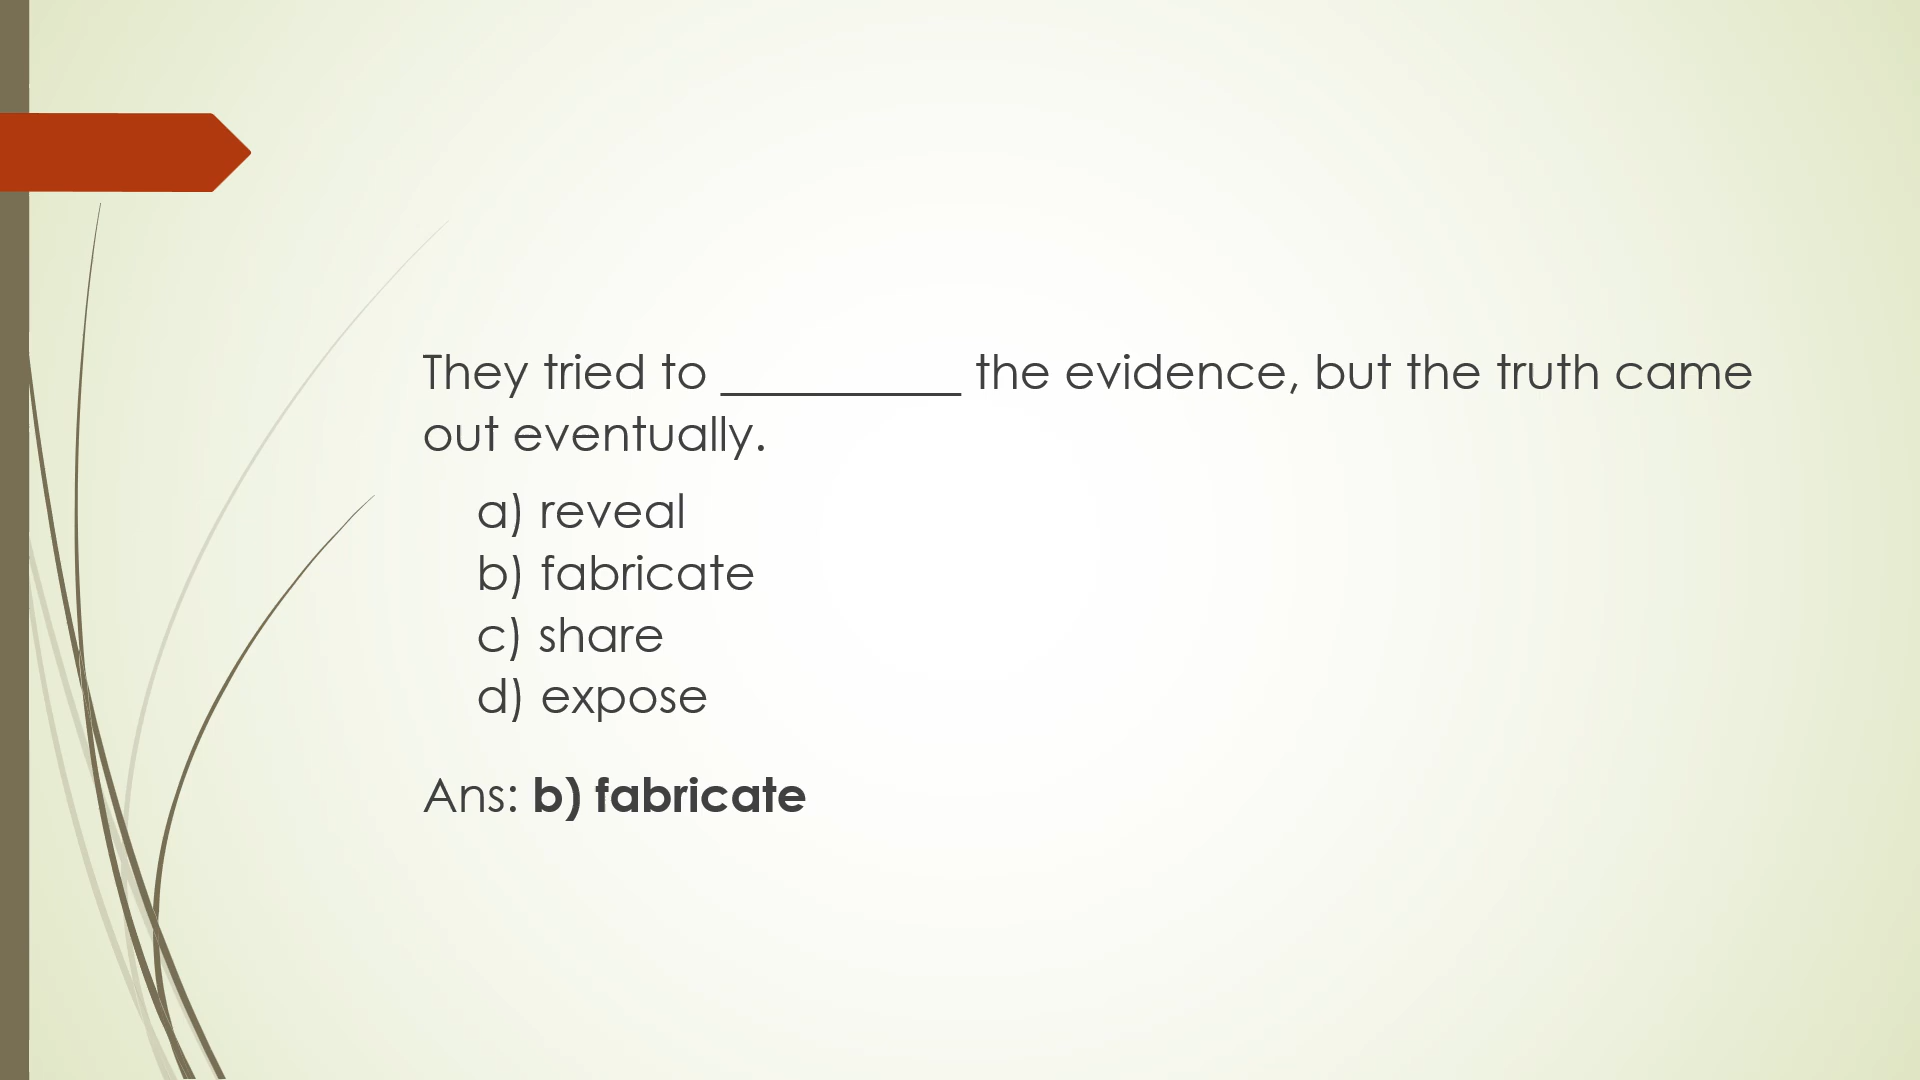 They tried to __________ the evidence, but the truth came
out eventually.
a) reveal
b) fabricate
c) share
d) expose
Ans: b) fabricate